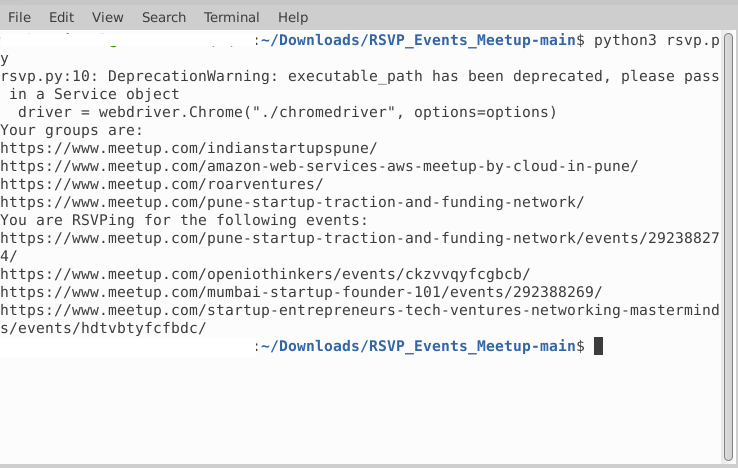 File Edit View Search Terminal Help
:~/Downloads/RSVP_Events_Meetup-main$ python3 rsvp.p
y
rsvp.py:10: DeprecationWarning: executable_path has been deprecated, please pass
 in a Service object
  driver = webdriver.Chrome("./chromedriver", options=options)
Your groups are:
https://www.meetup.com/indianstartupspune/
https://www.meetup.com/amazon-web-services-aws-meetup-by-cloud-in-pune/
https://www.meetup.com/roarventures/
https://www.meetup.com/pune-startup-traction-and-funding-network/
You are RSVPing for the following events:
https://www.meetup.com/pune-startup-traction-and-funding-network/events/29238827
4/
https://www.meetup.com/openiothinkers/events/ckzvvqyfcgbcb/
https://www.meetup.com/mumbai-startup-founder-101/events/292388269/
https://www.meetup.com/startup-entrepreneurs-tech-ventures-networking-mastermind
s/events/hdtvbtyfcfbdc/
:~/Downloads/RSVP_Events_Meetup-main$